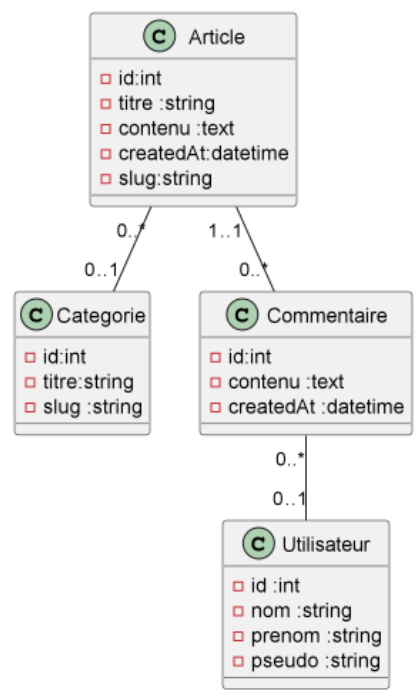 C Article
id:int
titre :string
contenu :text
createdAt:datetime
slug:string
0..* 1..1
0..1 0..*
C Categorie
id:int
titre:string
slug :string
C Commentaire
id:int
contenu :text
createdAt :datetime
0..*
0..1
C Utilisateur
id :int
nom :string
prenom :string
pseudo :string